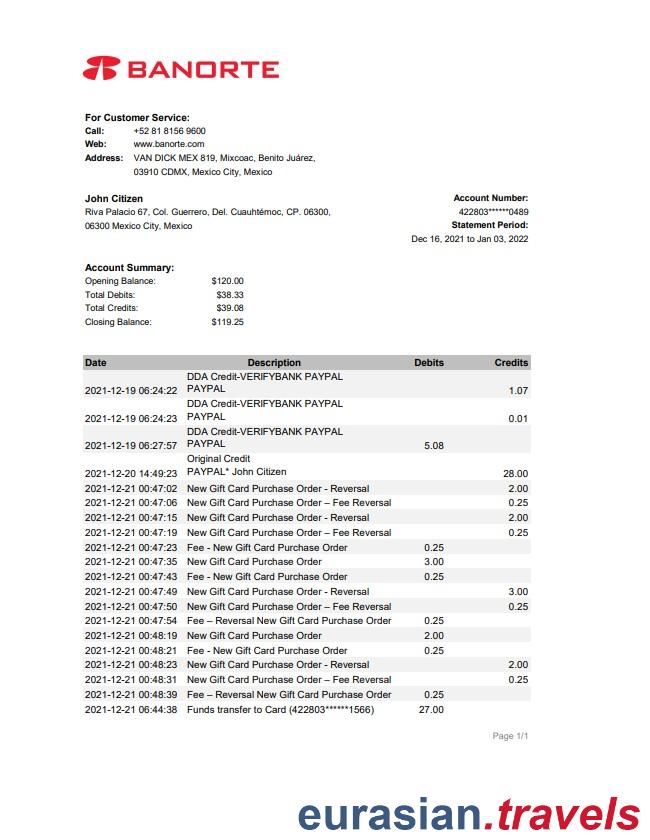 BANORTE
For Customer Service:
Call: +52 81 8156 9600
Web: www.banorte.com
Address: VAN DICK MEX 819, Mixcoac, Benito Juárez,
03910 CDMX, Mexico City, Mexico
John Citizen
Riva Palacio 67, Col. Guerrero, Del. Cuauhtémoc, CP. 06300,
06300 Mexico City, Mexico
Account Number:
422803******0489
Statement Period:
Dec 16, 2021 to Jan 03, 2022
Account Summary:
Opening Balance: $120.00
Total Debits: $38.33
Total Credits: $39.08
Closing Balance: $119.25
Date Description Debits Credits
DDA Credit-VERIFYBANK PAYPAL
2021-12-19 06:24:22 PAYPAL 1.07
DDA Credit-VERIFYBANK PAYPAL
2021-12-19 06:24:23 PAYPAL 0.01
DDA Credit-VERIFYBANK PAYPAL
2021-12-19 06:27:57 PAYPAL 5.08
Original Credit
2021-12-20 14:49:23 PAYPAL* John Citizen 28.00
2021-12-21 00:47:02 New Gift Card Purchase Order - Reversal 2.00
2021-12-21 00:47:06 New Gift Card Purchase Order – Fee Reversal 0.25
2021-12-21 00:47:15 New Gift Card Purchase Order - Reversal 2.00
2021-12-21 00:47:19 New Gift Card Purchase Order – Fee Reversal 0.25
2021-12-21 00:47:23 Fee - New Gift Card Purchase Order 0.25
2021-12-21 00:47:35 New Gift Card Purchase Order 3.00
2021-12-21 00:47:43 Fee - New Gift Card Purchase Order 0.25
2021-12-21 00:47:49 New Gift Card Purchase Order - Reversal 3.00
2021-12-21 00:47:50 New Gift Card Purchase Order – Fee Reversal 0.25
2021-12-21 00:47:54 Fee – Reversal New Gift Card Purchase Order 0.25
2021-12-21 00:48:19 New Gift Card Purchase Order 2.00
2021-12-21 00:48:21 Fee - New Gift Card Purchase Order 0.25
2021-12-21 00:48:23 New Gift Card Purchase Order - Reversal 2.00
2021-12-21 00:48:31 New Gift Card Purchase Order – Fee Reversal 0.25
2021-12-21 00:48:39 Fee – Reversal New Gift Card Purchase Order 0.25
2021-12-21 06:44:38 Funds transfer to Card (422803******1566) 27.00
Page 1/1
eurasian.travels